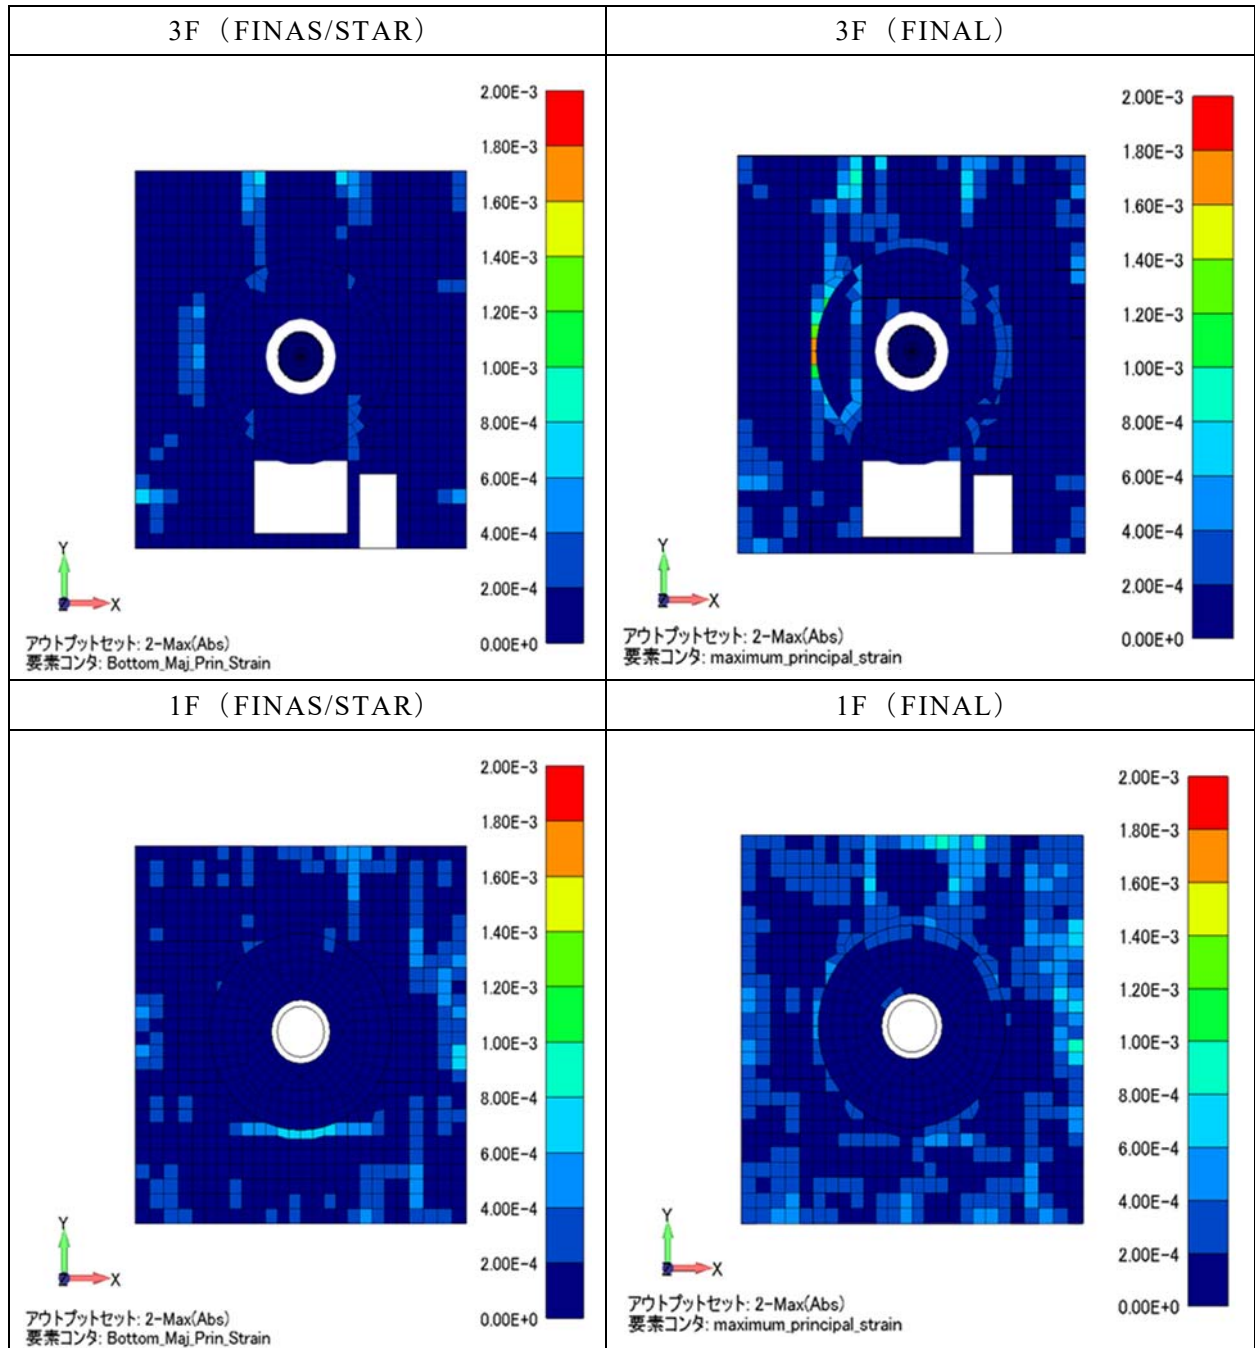 3F（FINAS/STAR）
3F（FINAL）
2.00E-3
1.80E-3
1.60E-3
1.40E-3
1.20E-3
1.00E-3
8.00E-4
6.00E-4
4.00E-4
2.00E-4
0.00E+0
Y
Z
X
アウトプットセット: 2-Max(Abs)
要素コンタ: Bottom_Maj_Prin_Strain
2.00E-3
1.80E-3
1.60E-3
1.40E-3
1.20E-3
1.00E-3
8.00E-4
6.00E-4
4.00E-4
2.00E-4
0.00E+0
Y
Z
X
アウトプットセット: 2-Max(Abs)
要素コンタ: maximum_principal_strain
1F（FINAS/STAR）
1F（FINAL）
2.00E-3
1.80E-3
1.60E-3
1.40E-3
1.20E-3
1.00E-3
8.00E-4
6.00E-4
4.00E-4
2.00E-4
0.00E+0
Y
Z
X
アウトプットセット: 2-Max(Abs)
要素コンタ: Bottom_Maj_Prin_Strain
2.00E-3
1.80E-3
1.60E-3
1.40E-3
1.20E-3
1.00E-3
8.00E-4
6.00E-4
4.00E-4
2.00E-4
0.00E+0
Y
Z
X
アウトプットセット: 2-Max(Abs)
要素コンタ: maximum_principal_strain